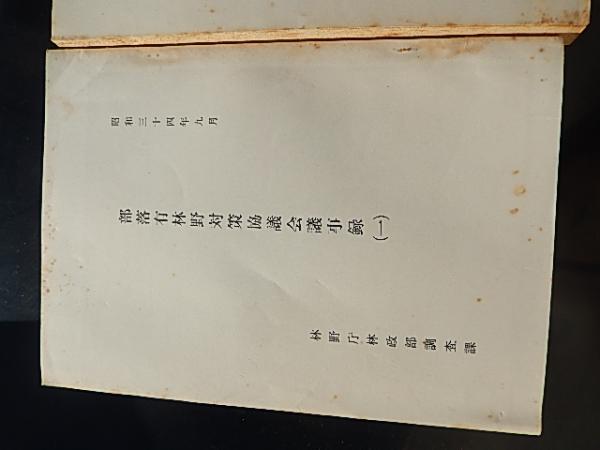 昭和三十四年九月
部落有林野対策協議会議事録(一)
林野庁林政部調査課